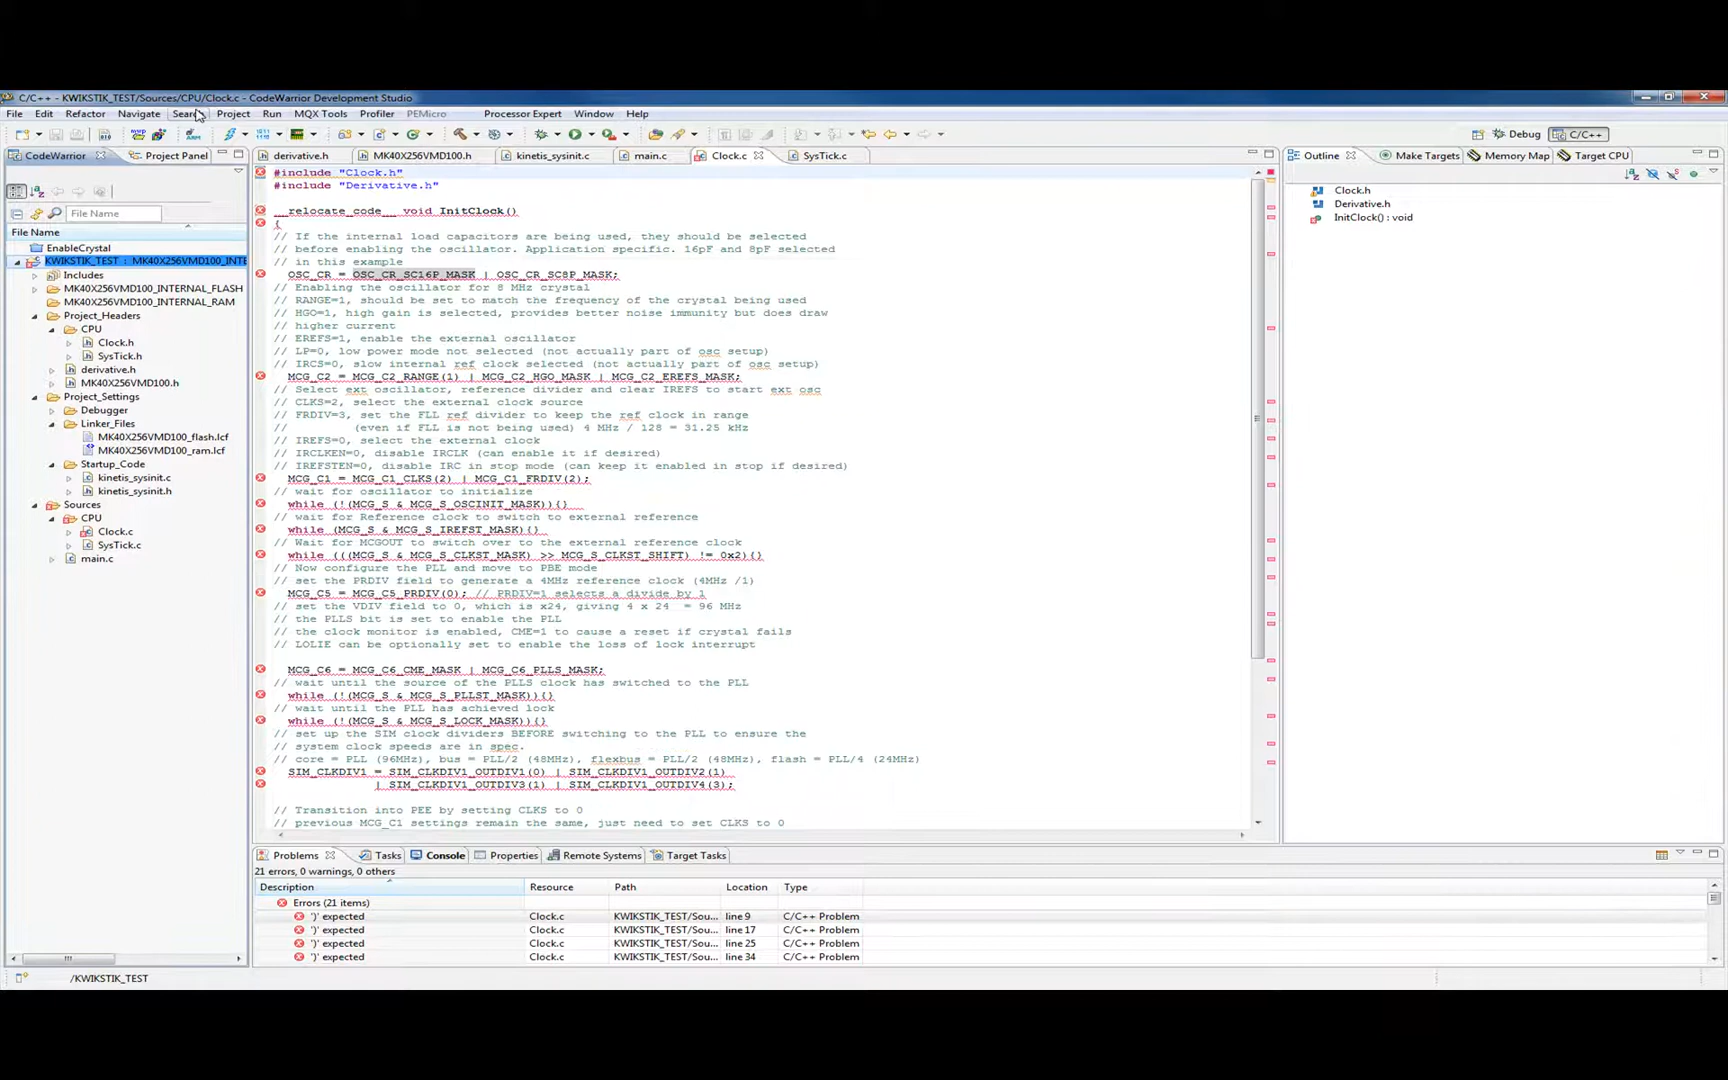 C/C++ - KWIKSTIK_TEST/Sources/CPU/Clock.c - CodeWarrior Development Studio
File Edit Refactor Navigate Search Project Run MQX Tools Profiler PEMicro Processor Expert Window Help
Debug C/C++
CodeWarrior Project Panel
File Name
File Name
EnableCrystal
KWIKSTIK_TEST : MK40X256VMD100_INTE
Includes
MK40X256VMD100_INTERNAL_FLASH
MK40X256VMD100_INTERNAL_RAM
Project_Headers
CPU
Clock.h
SysTick.h
derivative.h
MK40X256VMD100.h
Project_Settings
Debugger
Linker_Files
MK40X256VMD100_flash.lcf
MK40X256VMD100_ram.lcf
Startup_Code
kinetis_sysinit.c
kinetis_sysinit.h
Sources
CPU
Clock.c
SysTick.c
main.c
derivative.h MK40X256VMD100.h kinetis_sysinit.c main.c Clock.c SysTick.c
#include "Clock.h"
#include "Derivative.h"
__relocate_code__ void InitClock()
{
// If the internal load capacitors are being used, they should be selected
// before enabling the oscillator. Application specific. 16pF and 8pF selected
// in this example
OSC_CR = OSC_CR_SC16P_MASK | OSC_CR_SC8P_MASK;
// Enabling the oscillator for 8 MHz crystal
// RANGE=1, should be set to match the frequency of the crystal being used
// HGO=1, high gain is selected, provides better noise immunity but does draw
// higher current
// EREFS=1, enable the external oscillator
// LP=0, low power mode not selected (not actually part of osc setup)
// IRCS=0, slow internal ref clock selected (not actually part of osc setup)
MCG_C2 = MCG_C2_RANGE(1) | MCG_C2_HGO_MASK | MCG_C2_EREFS_MASK;
// Select ext oscillator, reference divider and clear IREFS to start ext osc
// CLKS=2, select the external clock source
// FRDIV=3, set the FLL ref divider to keep the ref clock in range
// (even if FLL is not being used) 4 MHz / 128 = 31.25 kHz
// IREFS=0, select the external clock
// IRCLKEN=0, disable IRCLK (can enable it if desired)
// IREFSTEN=0, disable IRC in stop mode (can keep it enabled in stop if desired)
MCG_C1 = MCG_C1_CLKS(2) | MCG_C1_FRDIV(2);
// wait for oscillator to initialize
while (!(MCG_S & MCG_S_OSCINIT_MASK)){}
// wait for Reference clock to switch to external reference
while (MCG_S & MCG_S_IREFST_MASK){}
// Wait for MCGOUT to switch over to the external reference clock
while (((MCG_S & MCG_S_CLKST_MASK) >> MCG_S_CLKST_SHIFT) != 0x2){}
// Now configure the PLL and move to PBE mode
// set the PRDIV field to generate a 4MHz reference clock (4MHz /1)
MCG_C5 = MCG_C5_PRDIV(0); // PRDIV=1 selects a divide by 1
// set the VDIV field to 0, which is x24, giving 4 x 24 = 96 MHz
// the PLLS bit is set to enable the PLL
// the clock monitor is enabled, CME=1 to cause a reset if crystal fails
// LOLIE can be optionally set to enable the loss of lock interrupt
MCG_C6 = MCG_C6_CME_MASK | MCG_C6_PLLS_MASK;
// wait until the source of the PLLS clock has switched to the PLL
while (!(MCG_S & MCG_S_PLLST_MASK)){}
// wait until the PLL has achieved lock
while (!(MCG_S & MCG_S_LOCK_MASK)){}
// set up the SIM clock dividers BEFORE switching to the PLL to ensure the
// system clock speeds are in spec.
// core = PLL (96MHz), bus = PLL/2 (48MHz), flexbus = PLL/2 (48MHz), flash = PLL/4 (24MHz)
SIM_CLKDIV1 = SIM_CLKDIV1_OUTDIV1(0) | SIM_CLKDIV1_OUTDIV2(1)
| SIM_CLKDIV1_OUTDIV3(1) | SIM_CLKDIV1_OUTDIV4(3);
// Transition into PEE by setting CLKS to 0
// previous MCG_C1 settings remain the same, just need to set CLKS to 0
Outline Make Targets Memory Map Target CPU
Clock.h
Derivative.h
InitClock() : void
Problems Tasks Console Properties Remote Systems Target Tasks
21 errors, 0 warnings, 0 others
Description Resource Path Location Type
Errors (21 items)
')' expected Clock.c KWIKSTIK_TEST/Sou... line 9 C/C++ Problem
')' expected Clock.c KWIKSTIK_TEST/Sou... line 17 C/C++ Problem
')' expected Clock.c KWIKSTIK_TEST/Sou... line 25 C/C++ Problem
')' expected Clock.c KWIKSTIK_TEST/Sou... line 34 C/C++ Problem
/KWIKSTIK_TEST